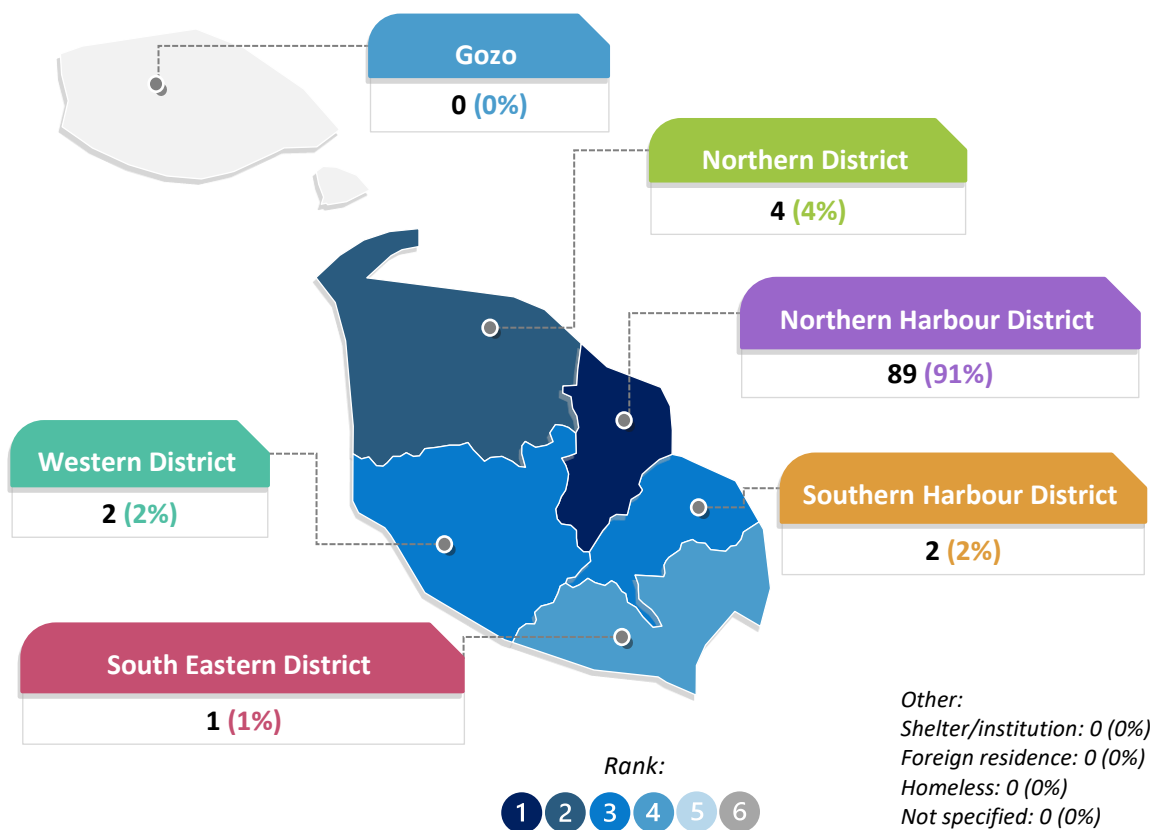 Gozo
0 (0%)
Northern District
4 (4%)
Northern Harbour District
89 (91%)
Western District
2 (2%)
Southern Harbour District
2 (2%)
South Eastern District
1 (1%)
Other:
Shelter/institution: 0 (0%)
Foreign residence: 0 (0%)
Homeless: 0 (0%)
Not specified: 0 (0%)
Rank:
1 2 3 4 5 6